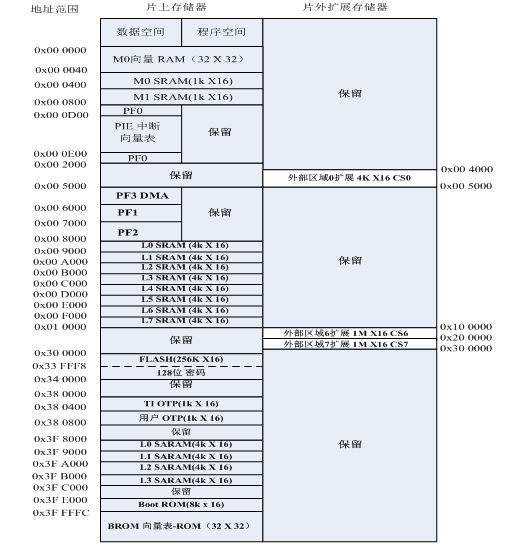 地址范围 片上存储器 片外扩展存储器
数据空间 程序空间
0x00 0000
M0向量 RAM（32 X 32）
0x00 0040
0x00 0400 M0 SRAM(1k X16)
M1 SRAM(1k X16) 保留
0x00 0800
0x00 0D00 PF0
PIE 中断
向量表 保留
0x00 0E00 PF0
0x00 2000 0x00 4000
保留 外部区域0扩展 4K X16 CS0
0x00 5000 0x00 5000
PF3 DMA
0x00 6000
PF1 保留
0x00 7000
PF2
0x00 8000
L0 SRAM (4k X 16)
0x00 9000
L1 SRAM (4k X 16) 保留
0x00 A000
L2 SRAM (4k X 16)
0x00 B000
L3 SRAM (4k X 16)
0x00 C000
L4 SRAM (4k X 16)
0x00 D000
L5 SRAM (4k X 16)
0x00 E000
L6 SRAM (4k X 16)
0x00 F000
L7 SRAM (4k X 16)
0x01 0000 0x10 0000
外部区域6扩展 1M X16 CS6
保留 0x20 0000
外部区域7扩展 1M X16 CS7
0x30 0000 0x30 0000
FLASH(256K X16)
0x33 FFF8
128位 密码
0x34 0000
保留
0x38 0000
TI OTP(1k X 16)
0x38 0400
用户 OTP(1k X 16)
0x38 0800
保留
0x3F 8000
L0 SARAM(4k X 16) 保留
0x3F 9000
L1 SARAM(4k X 16)
0x3F A000
L2 SARAM(4k X 16)
0x3F B000
L3 SARAM(4k X 16)
0x3F C000
保留
0x3F E000
Boot ROM(8k x 16)
0x3F FFFC
BROM 向量表-ROM（32 X 32）